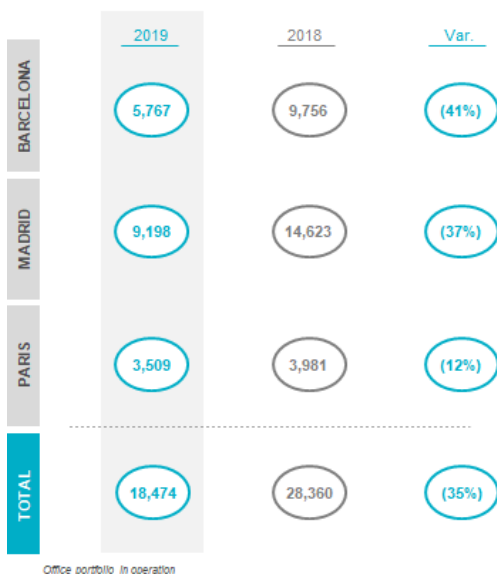 2019 2018 Var.
BARCELONA 5,767 9,756 (41%)
MADRID 9,198 14,623 (37%)
PARIS 3,509 3,981 (12%)
TOTAL 18,474 28,360 (35%)
Office portfolio in operation